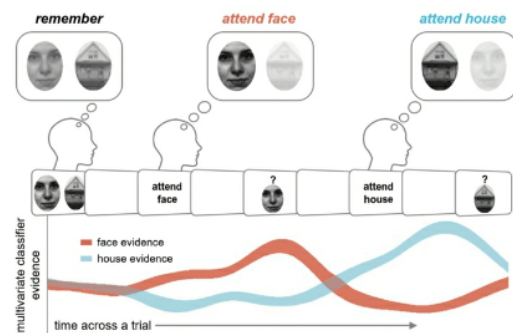 remember
attend face
attend house
attend
face
?
attend
house
?
face evidence
house evidence
multivariate classifier
evidence
time across a trial